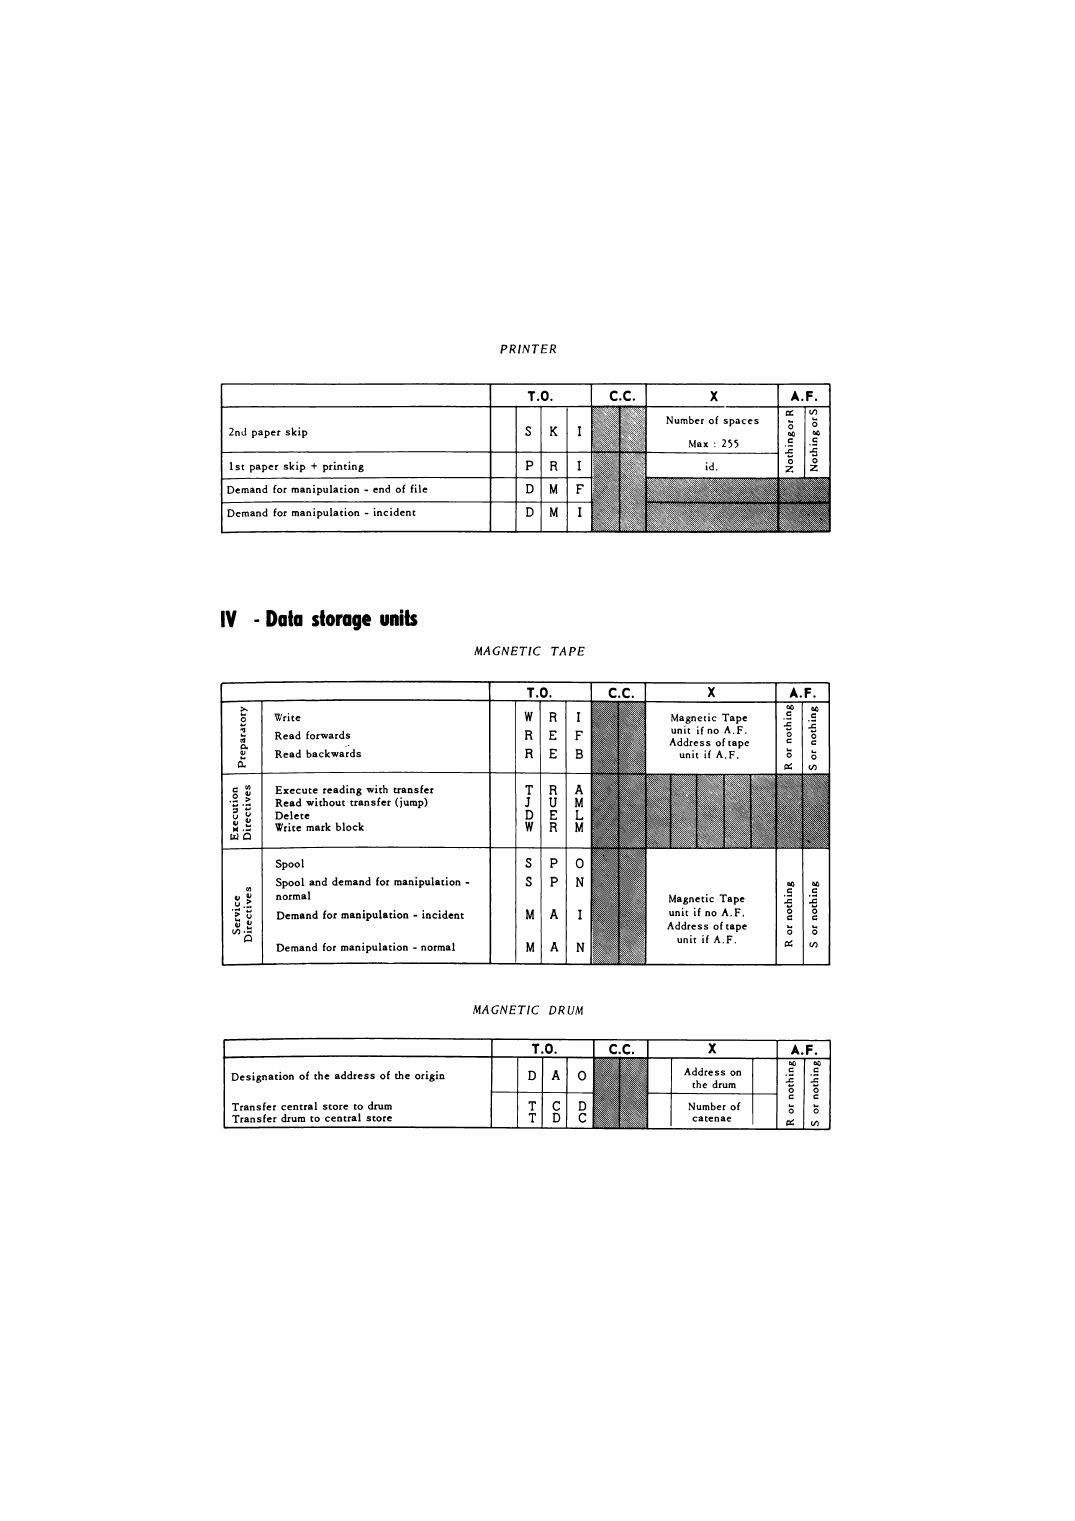 PRINTER
T.O. C.C. X A.F.
2nd paper skip S K I Number of spaces Max : 255 Nothing or R Nothing or S
1st paper skip + printing P R I id.
Demand for manipulation - end of file D M F
Demand for manipulation - incident D M I
IV - Data storage units
MAGNETIC TAPE
T.O. C.C. X A.F.
Preparatory
Write W R I
Read forwards R E F
Read backwards R E B
Magnetic Tape
unit if no A.F.
Address of tape
unit if A.F.
R or nothing
S or nothing
Execution
Directives
Execute reading with transfer T R A
Read without transfer (jump) J U M
Delete D E L
Write mark block W R M
Service
Directives
Spool S P O
Spool and demand for manipulation - S P N
normal
Demand for manipulation - incident M A I
Demand for manipulation - normal M A N
Magnetic Tape
unit if no A.F.
Address of tape
unit if A.F.
R or nothing
S or nothing
MAGNETIC DRUM
T.O. C.C. X A.F.
Designation of the address of the origin D A O
Address on
the drum
Transfer central store to drum T C D
Transfer drum to central store T D C
Number of
catenae
R or nothing
S or nothing